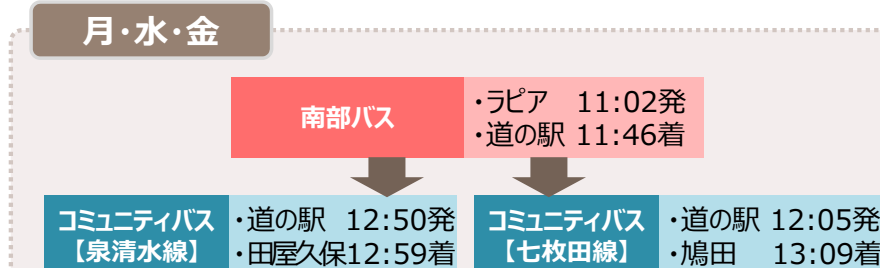 月・水・金
南部バス
・ラピア 11:02発
・道の駅 11:46着
コミュニティバス
【泉清水線】
・道の駅 12:50発
・田屋久保12:59着
コミュニティバス
【七枚田線】
・道の駅 12:05発
・鳩田 13:09着